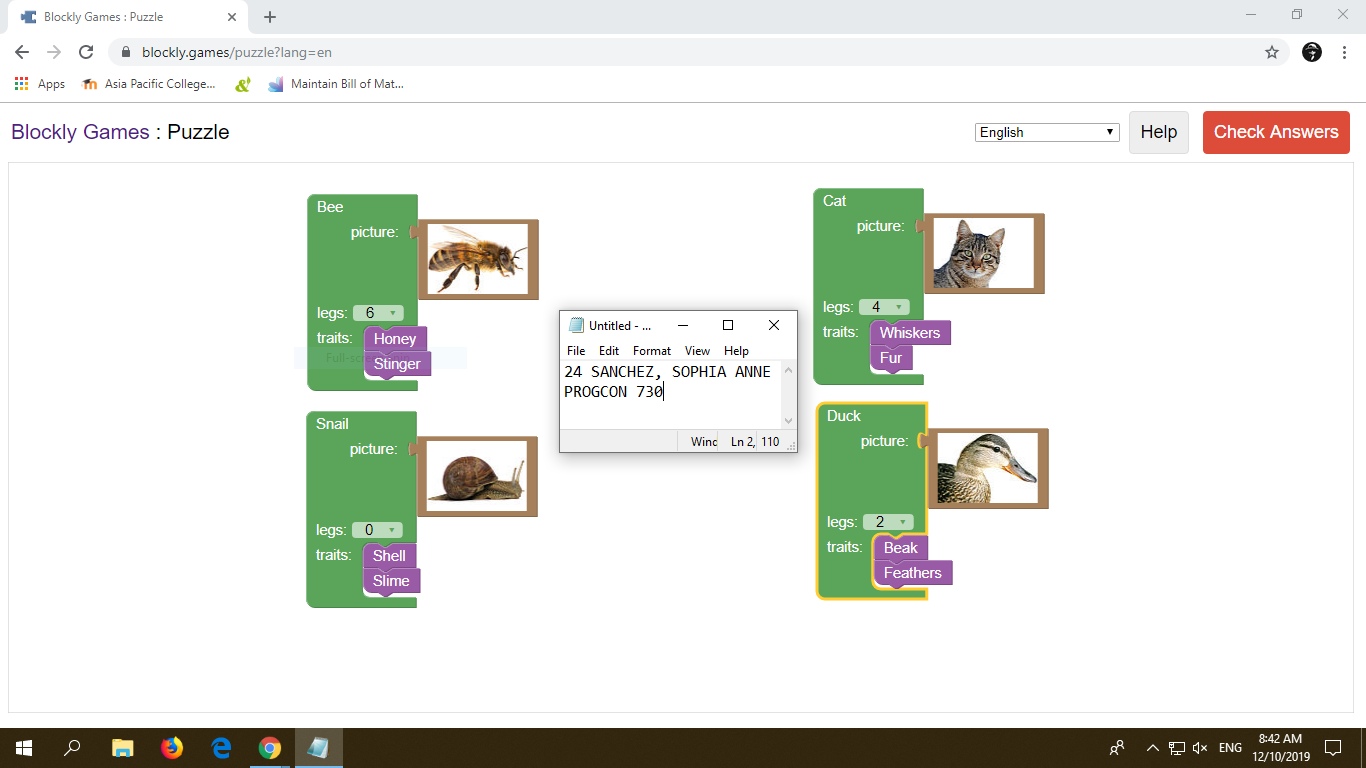 Blockly Games : Puzzle
blockly.games/puzzle?lang=en
Apps
Asia Pacific College...
Maintain Bill of Mat...
Blockly Games : Puzzle
English
Help
Check Answers
Bee
picture:
legs: 6
traits: Honey
Stinger
Cat
picture:
legs: 4
traits: Whiskers
Fur
Untitled - ...
File Edit Format View Help
24 SANCHEZ, SOPHIA ANNE
PROGCON 730
Wind Ln 2, 110
Snail
picture:
legs: 0
traits: Shell
Slime
Duck
picture:
legs: 2
traits: Beak
Feathers
ENG
8:42 AM
12/10/2019